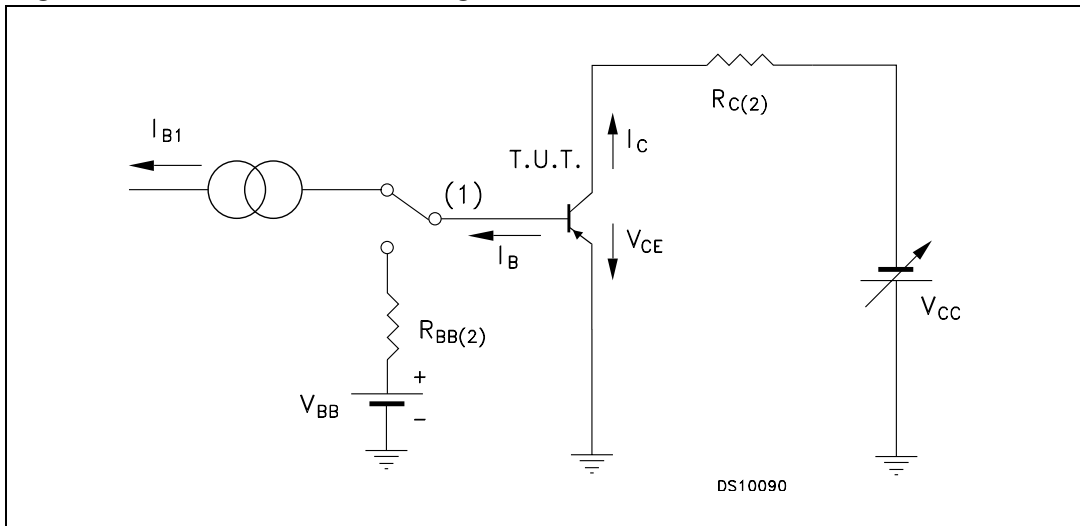 R_C(2)
I_B1
I_C
T.U.T.
(1)
I_B
V_CE
V_CC
R_BB(2)
+
V_BB
−
DS10090